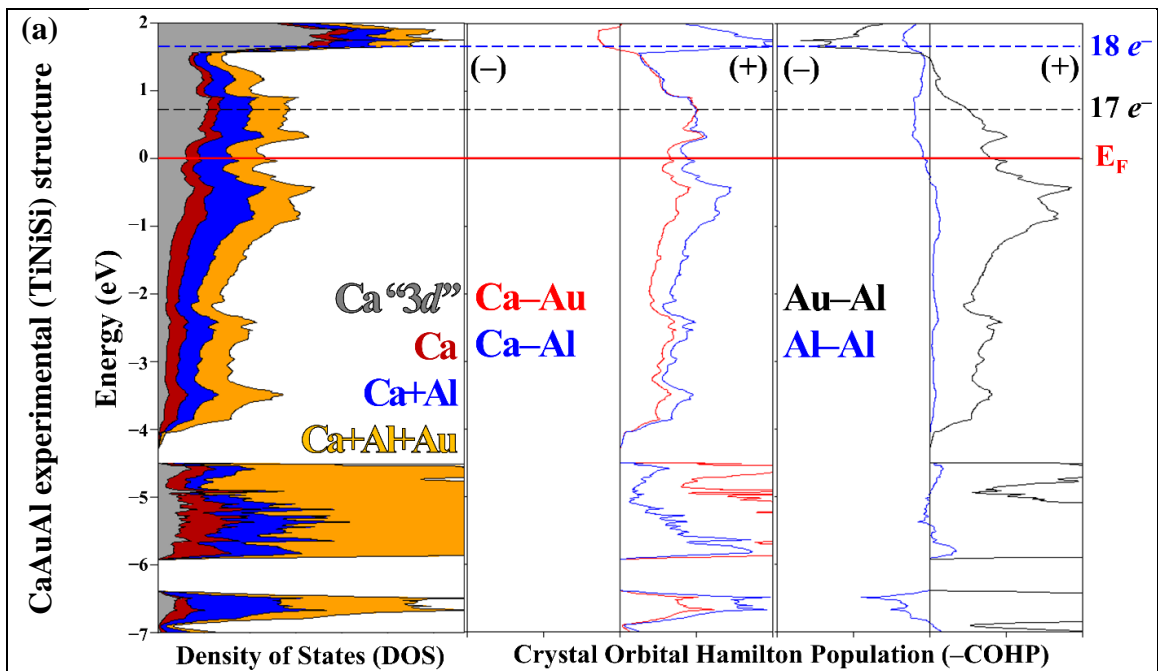 (a)
CaAuAl experimental (TiNiSi) structure
Energy (eV)
2
1
0
−1
−2
−3
−4
−5
−6
−7
Ca “3d”
Ca
Ca+Al
Ca+Al+Au
Density of States (DOS)
(−)
(+)
Ca–Au
Ca–Al
(−)
(+)
Au–Al
Al–Al
Crystal Orbital Hamilton Population (−COHP)
18 e−
17 e−
EF